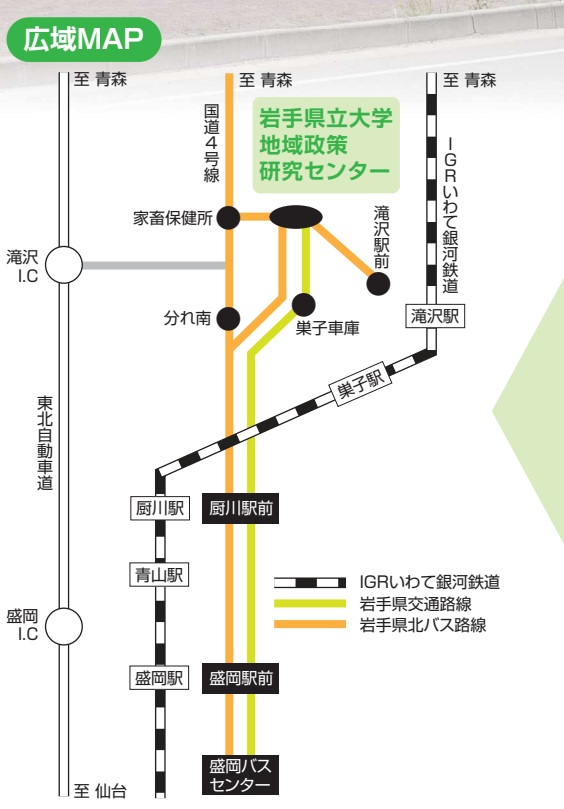 広域MAP
至 青森
至 青森
至 青森
国道4号線
岩手県立大学
地域政策
研究センター
IGRいわて銀河鉄道
家畜保健所
滝沢駅前
滝沢
I.C
分れ南
巣子車庫
滝沢駅
巣子駅
東北自動車道
厨川駅
厨川駅前
青山駅
IGRいわて銀河鉄道
岩手県交通路線
岩手県北バス路線
盛岡
I.C
盛岡駅
盛岡駅前
盛岡バス
センター
至 仙台